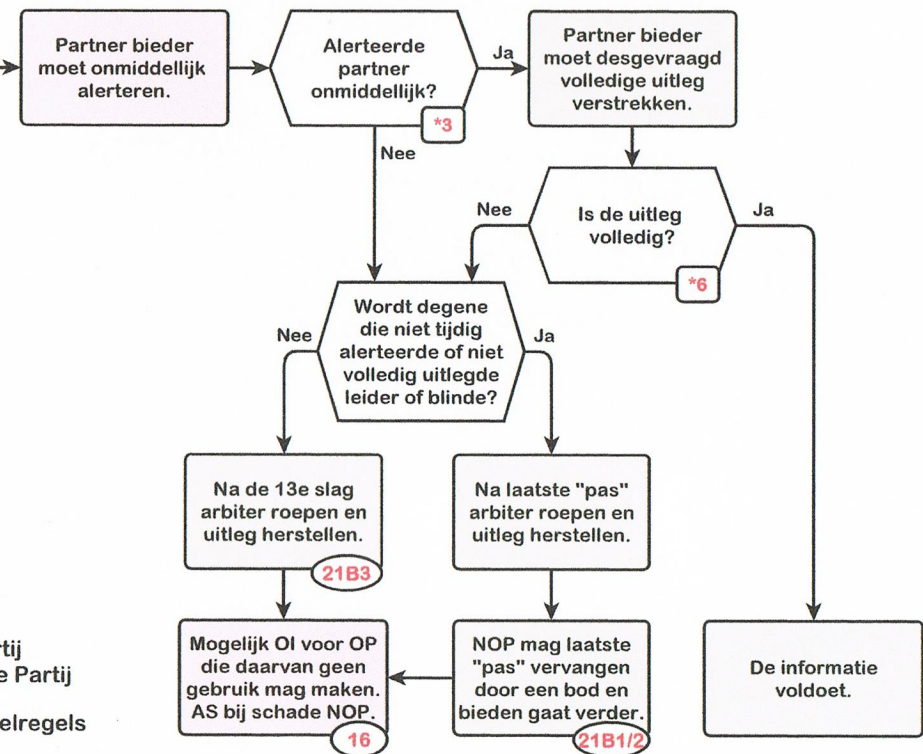 Partner bieder
moet onmiddellijk
alerteren.
Alerteerde
partner
onmiddellijk?
*3
Ja
Partner bieder
moet desgevraagd
volledige uitleg
verstrekken.
Nee
Nee
Is de uitleg
volledig?
*6
Ja
Wordt degene
die niet tijdig
alerteerde of niet
volledig uitlegde
leider of blinde?
Nee
Ja
Na de 13e slag
arbiter roepen en
uitleg herstellen.
21B3
Na laatste "pas"
arbiter roepen en
uitleg herstellen.
Mogelijk OI voor OP
die daarvan geen
gebruik mag maken.
AS bij schade NOP.
16
NOP mag laatste
"pas" vervangen
door een bod en
bieden gaat verder.
21B1/2
De informatie
voldoet.
rtij
e Partij
elregels